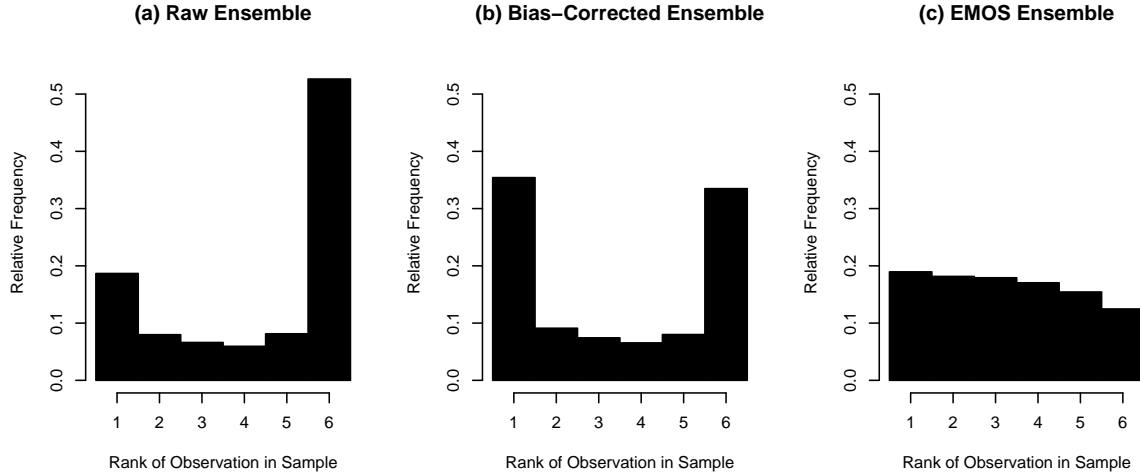 (a) Raw Ensemble
Relative Frequency
0.0 0.1 0.2 0.3 0.4 0.5
1 2 3 4 5 6
Rank of Observation in Sample
(b) Bias−Corrected Ensemble
Relative Frequency
0.0 0.1 0.2 0.3 0.4 0.5
1 2 3 4 5 6
Rank of Observation in Sample
(c) EMOS Ensemble
Relative Frequency
0.0 0.1 0.2 0.3 0.4 0.5
1 2 3 4 5 6
Rank of Observation in Sample